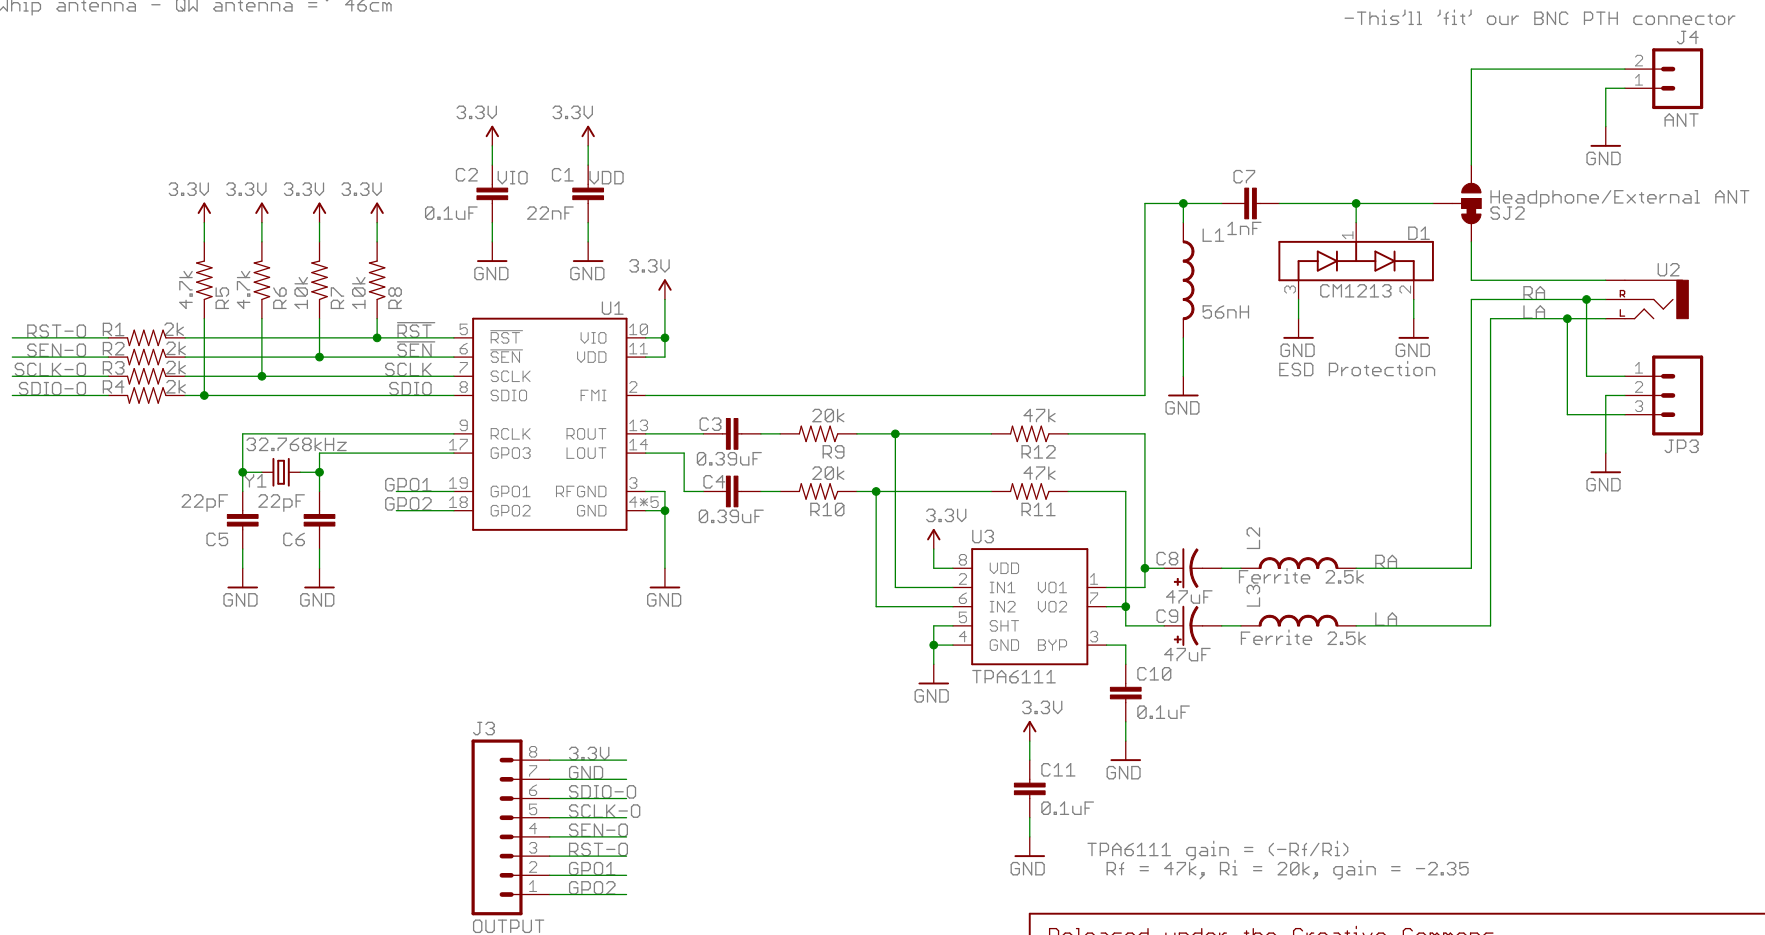 Whip antenna - QW antenna =~ 46cm
-This'll 'fit' our BNC PTH connector
J4
2
1
ANT
GND
3.3V
3.3V
C2
VIO
0.1uF
GND
C1
VDD
22nF
GND
3.3V
3.3V
3.3V
3.3V
4.7k
R5
4.7k
R6
10k
R7
10k
R8
3.3V
RST-O R1 2k
SEN-O R2 2k
SCLK-O R3 2k
SDIO-O R4 2k
RST
SEN
SCLK
SDIO
U1
5 RST
6 SEN
7 SCLK
8 SDIO
9 RCLK
17 GPO3
GPO1 19 GPO1
GPO2 18 GPO2
VIO 10
VDD 11
FMI 2
ROUT 13
LOUT 14
RFGND 3
GND 4*5
GND
32.768kHz
Y1
22pF
C5
GND
22pF
C6
GND
C7
1nF
L1
56nH
GND
D1
1
3
2
CM1213
GND
GND
ESD Protection
Headphone/External ANT
SJ2
U2
RA
LA
R
L
1
2
3
JP3
GND
C3
0.39uF
C4
0.39uF
20k
R9
20k
R10
47k
R12
47k
R11
3.3V
U3
8 VDD
2 IN1
6 IN2
5 SHT
4 GND
VO1 1
VO2 7
BYP 3
TPA6111
GND
C8
47uF
C9
47uF
L2
Ferrite 2.5k
RA
L3
Ferrite 2.5k
LA
C10
0.1uF
GND
3.3V
C11
0.1uF
GND
J3
8 3.3V
7 GND
6 SDIO-O
5 SCLK-O
4 SEN-O
3 RST-O
2 GPO1
1 GPO2
OUTPUT
TPA6111 gain = (-Rf/Ri)
Rf = 47k, Ri = 20k, gain = -2.35
Released under the Creative Commons